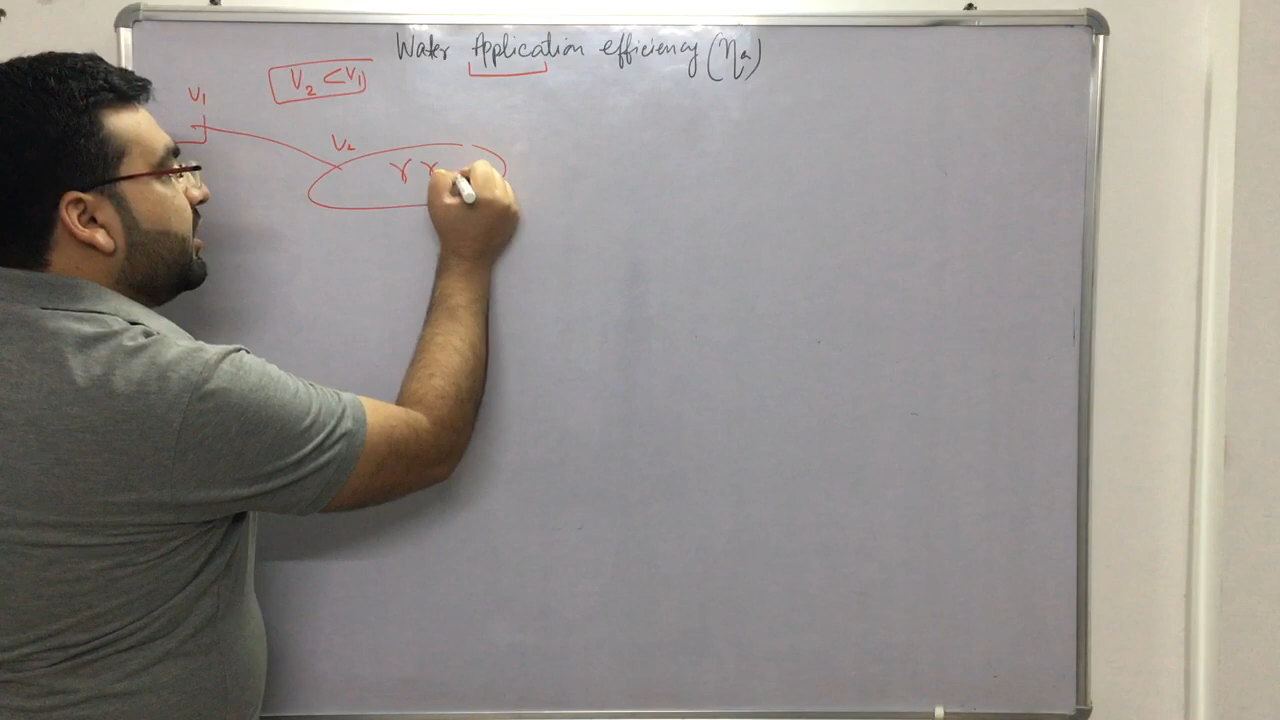 Water Application efficiency (ηa)
V2 < V1
V1
V2